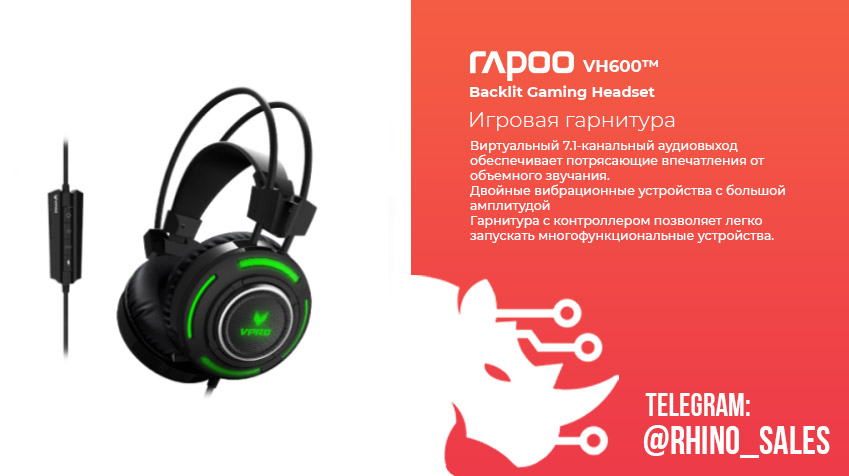 VPRO
rapoo VH600™
Backlit Gaming Headset
Игровая гарнитура
Виртуальный 7.1-канальный аудиовыход
обеспечивает потрясающие впечатления от
объемного звучания.
Двойные вибрационные устройства с большой
амплитудой
Гарнитура с контроллером позволяет легко
запускать многофункциональные устройства.
TELEGRAM:
@RHINO_SALES